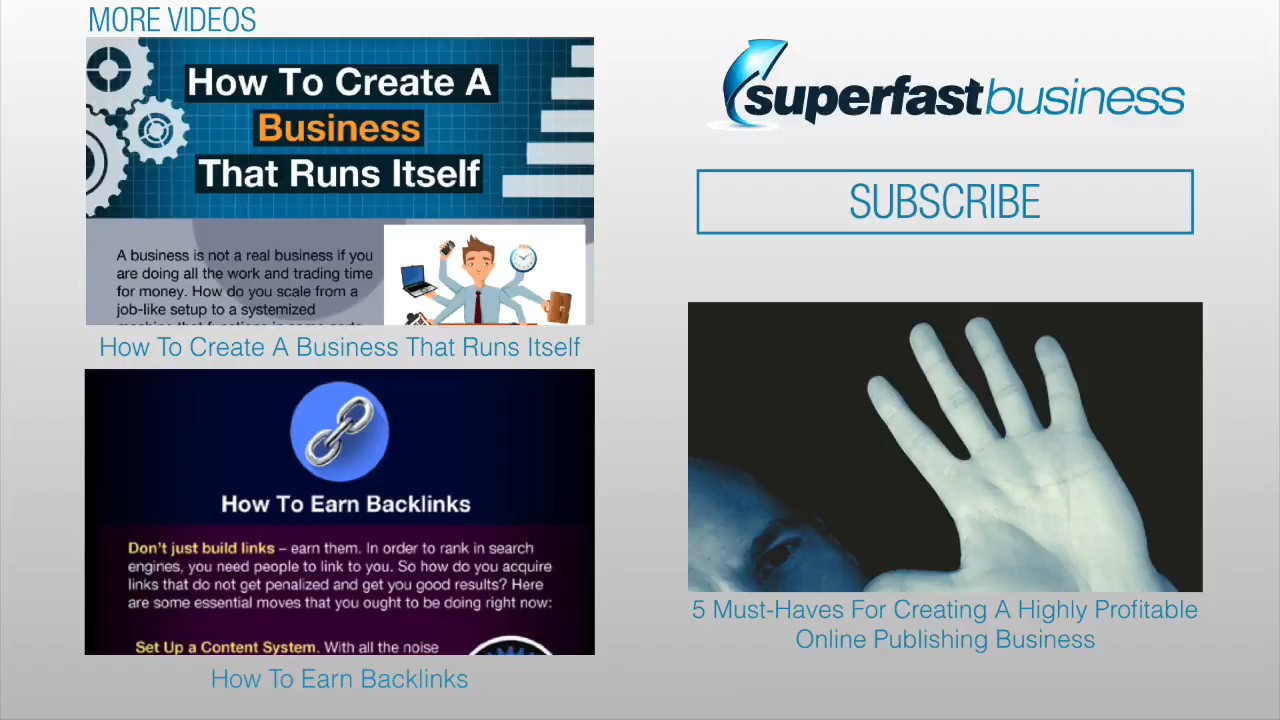 MORE VIDEOS
How To Create A
Business
That Runs Itself
A business is not a real business if you
are doing all the work and trading time
for money. How do you scale from a
job-like setup to a systemized
How To Create A Business That Runs Itself
How To Earn Backlinks
Don't just build links – earn them. In order to rank in search
engines, you need people to link to you. So how do you acquire
links that do not get penalized and get you good results? Here
are some essential moves that you ought to be doing right now:
Set Up a Content System. With all the noise
How To Earn Backlinks
superfastbusiness
SUBSCRIBE
5 Must-Haves For Creating A Highly Profitable
Online Publishing Business